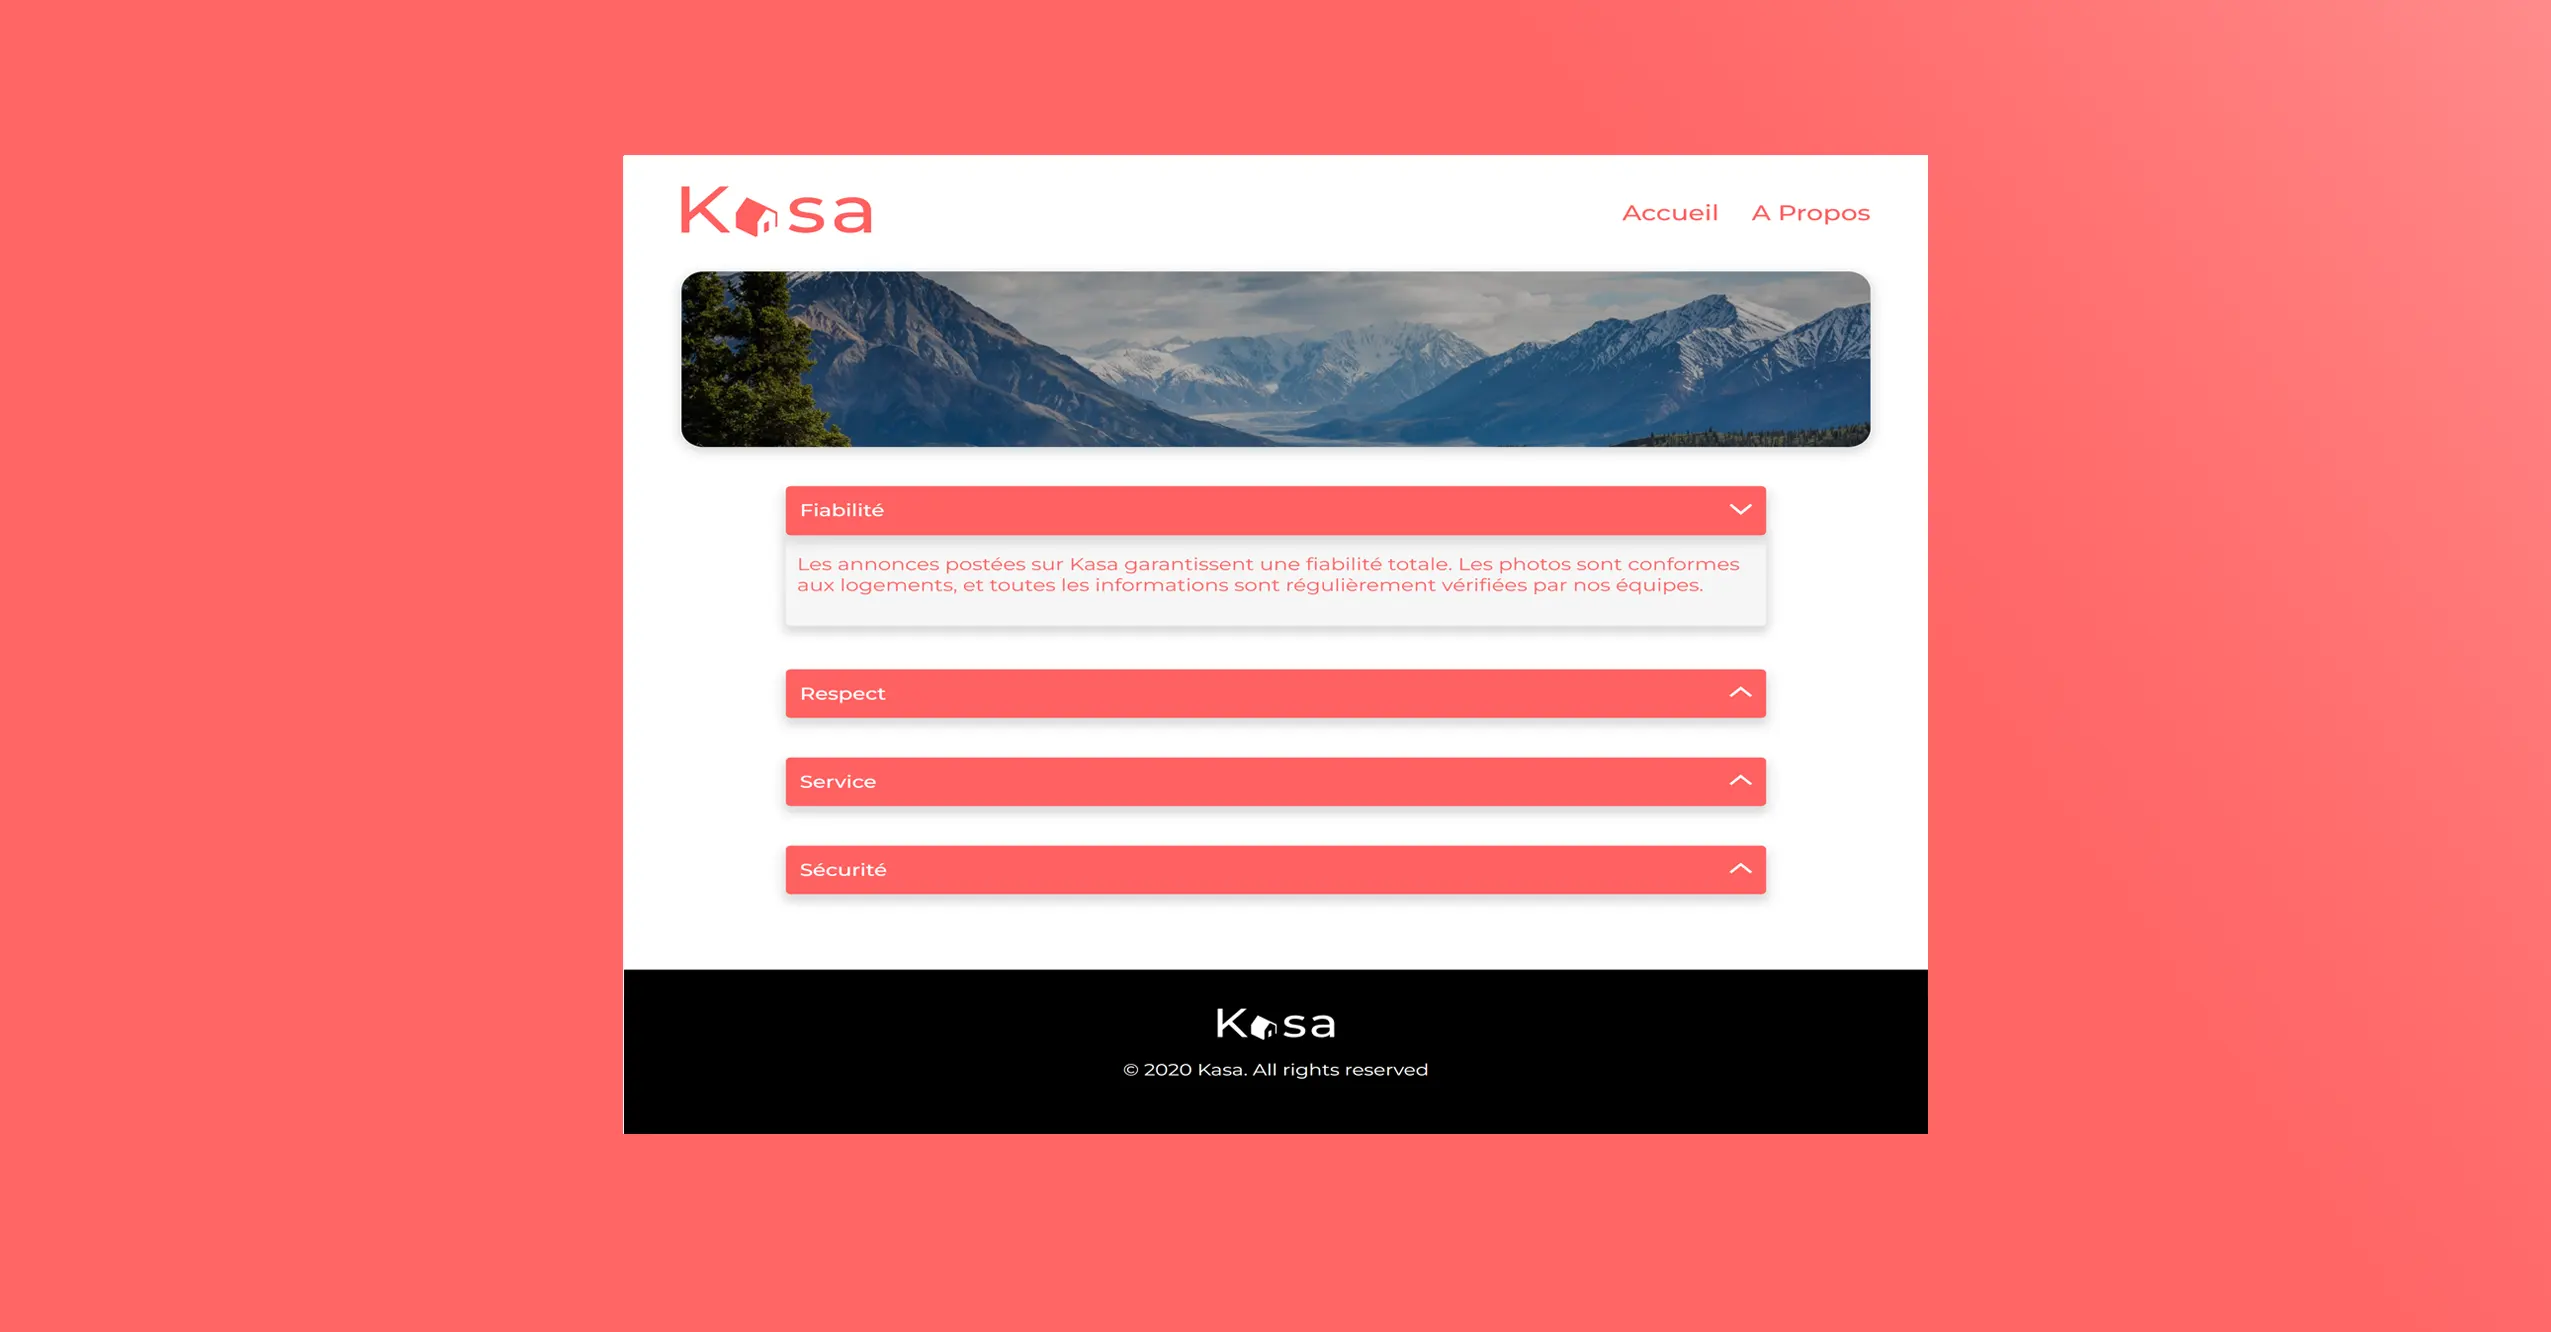 Kasa
Accueil A Propos
Fiabilité
Les annonces postées sur Kasa garantissent une fiabilité totale. Les photos sont conformes
aux logements, et toutes les informations sont régulièrement vérifiées par nos équipes.
Respect
Service
Sécurité
Kasa
© 2020 Kasa. All rights reserved